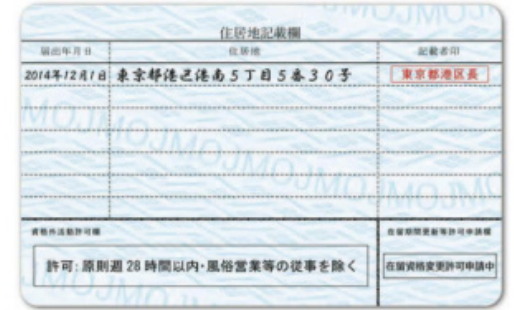 住居地記載欄
届出年月日 住居地 記載者印
2014年12月1日 東京都港区港南5丁目5番30号 東京都港区長
資格外活動許可欄 在留期間更新等許可申請欄
許可:原則週28時間以内・風俗営業等の従事を除く 在留資格変更許可申請中
MOJMOJMOJMOJMOJM